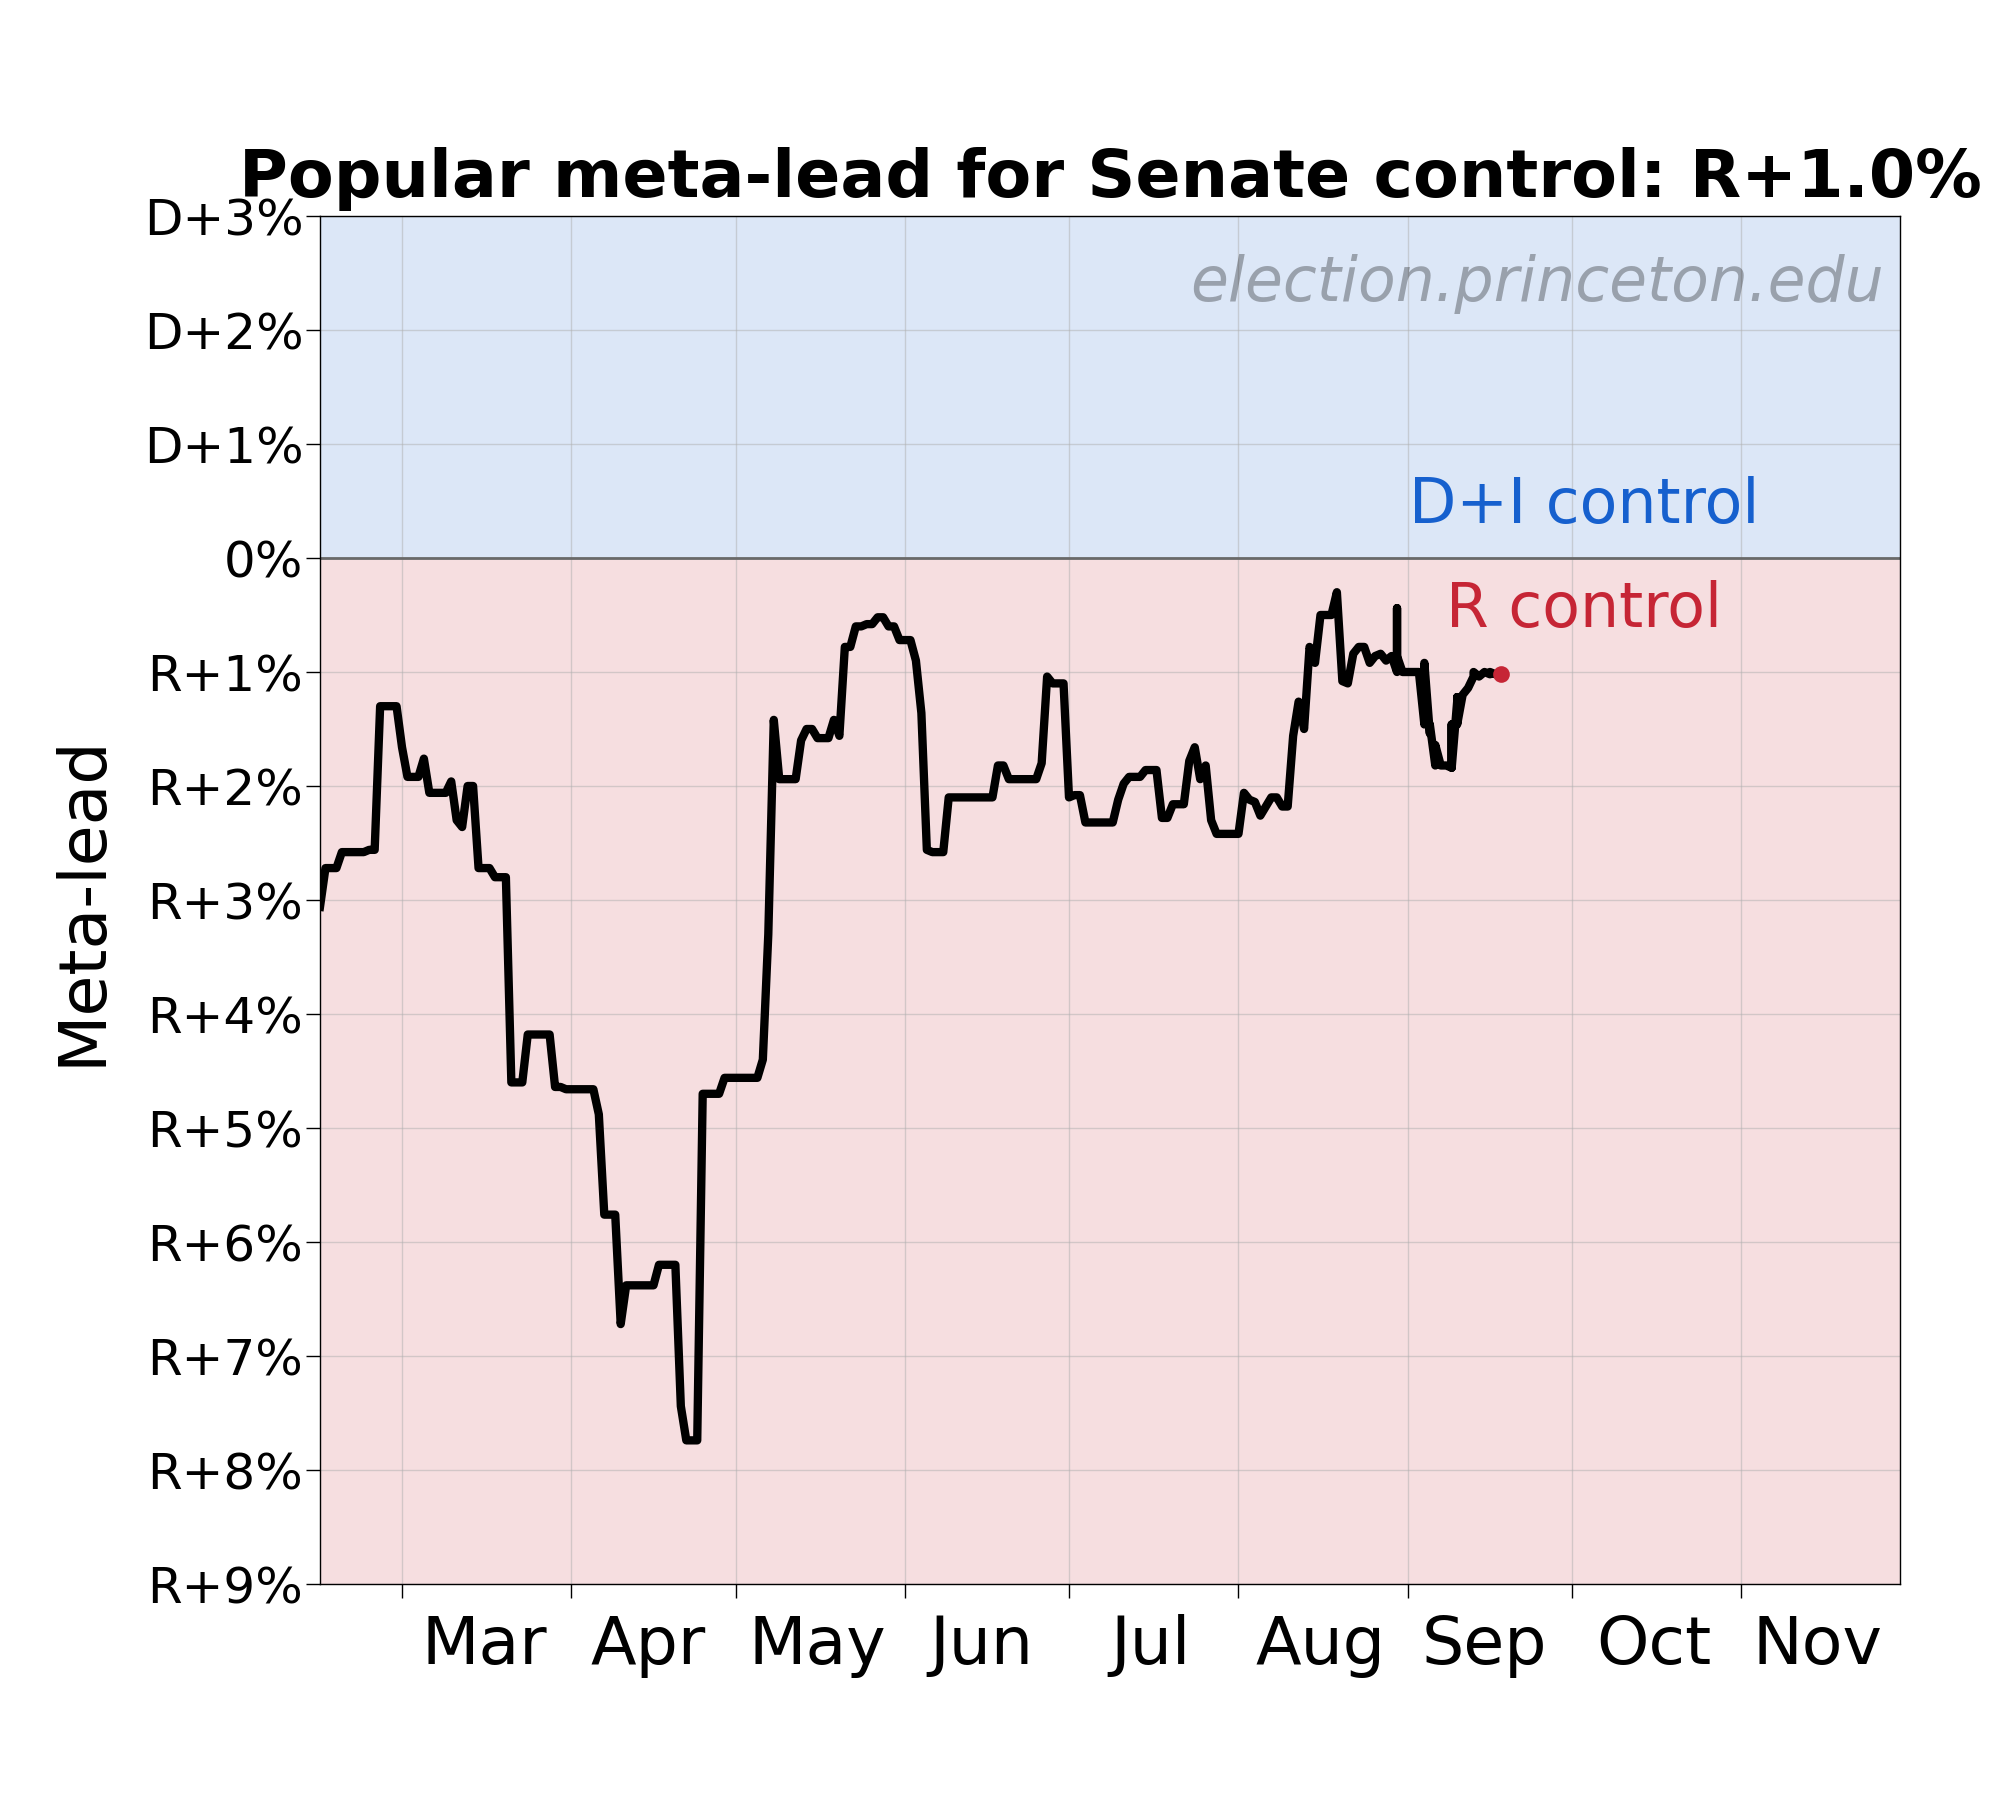 Popular meta-lead for Senate control: R+1.0%
D+3%
election.princeton.edu
D+2%
D+1%
D+I control
0%
R control
R+1%
R+2%
Meta-lead
R+3%
R+4%
R+5%
R+6%
R+7%
R+8%
R+9%
Mar Apr May Jun Jul Aug Sep Oct Nov